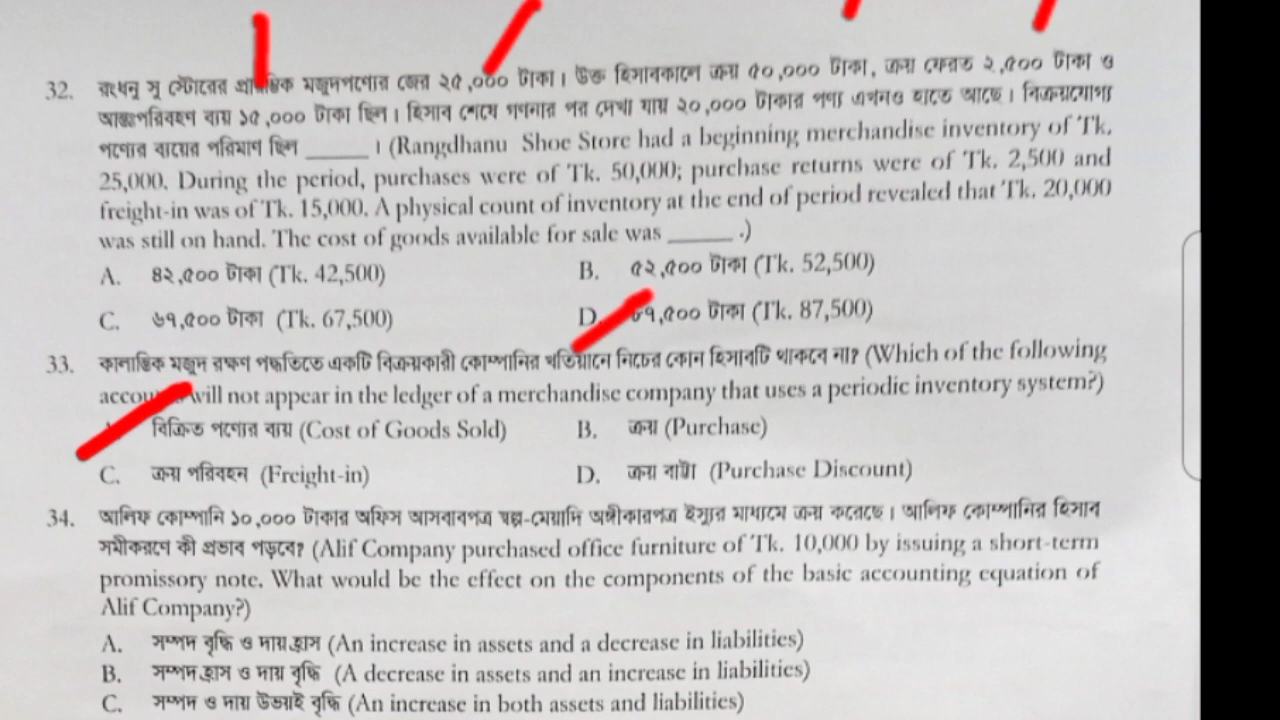 32. রংধনু সু স্টোরের প্রারম্ভিক মজুদপণ্যের জের ২৫,০০০ টাকা। উক্ত হিসাবকালে ক্রয় ৫০,০০০ টাকা, ক্রয় ফেরত ২,৫০০ টাকা ও
আন্তঃপরিবহণ ব্যয় ১৫,০০০ টাকা ছিল। হিসাব শেষে গণনার পর দেখা যায় ২০,০০০ টাকার পণ্য এখনও হাতে আছে। বিক্রয়যোগ্য
পণ্যের ব্যয়ের পরিমাণ ছিল ______ । (Rangdhanu Shoe Store had a beginning merchandise inventory of Tk.
25,000. During the period, purchases were of Tk. 50,000; purchase returns were of Tk. 2,500 and
freight-in was of Tk. 15,000. A physical count of inventory at the end of period revealed that Tk. 20,000
was still on hand. The cost of goods available for sale was ______ .)
A. ৪২,৫০০ টাকা (Tk. 42,500) B. ৫২,৫০০ টাকা (Tk. 52,500)
C. ৬৭,৫০০ টাকা (Tk. 67,500) D. ৮৭,৫০০ টাকা (Tk. 87,500)
33. কালান্তিক মজুদ রক্ষণ পদ্ধতিতে একটি বিক্রয়কারী কোম্পানির খতিয়ানে নিচের কোন হিসাবটি থাকবে না? (Which of the following
accounts will not appear in the ledger of a merchandise company that uses a periodic inventory system?)
বিক্রিত পণ্যের ব্যয় (Cost of Goods Sold) B. ক্রয় (Purchase)
C. ক্রয় পরিবহন (Freight-in) D. ক্রয় বাট্টা (Purchase Discount)
34. আলিফ কোম্পানি ১০,০০০ টাকার অফিস আসবাবপত্র স্বল্প-মেয়াদি অঙ্গীকারপত্র ইস্যুর মাধ্যমে ক্রয় করেছে। আলিফ কোম্পানির হিসাব
সমীকরণে কী প্রভাব পড়বে? (Alif Company purchased office furniture of Tk. 10,000 by issuing a short-term
promissory note. What would be the effect on the components of the basic accounting equation of
Alif Company?)
A. সম্পদ বৃদ্ধি ও দায় হ্রাস (An increase in assets and a decrease in liabilities)
B. সম্পদ হ্রাস ও দায় বৃদ্ধি (A decrease in assets and an increase in liabilities)
C. সম্পদ ও দায় উভয়ই বৃদ্ধি (An increase in both assets and liabilities)